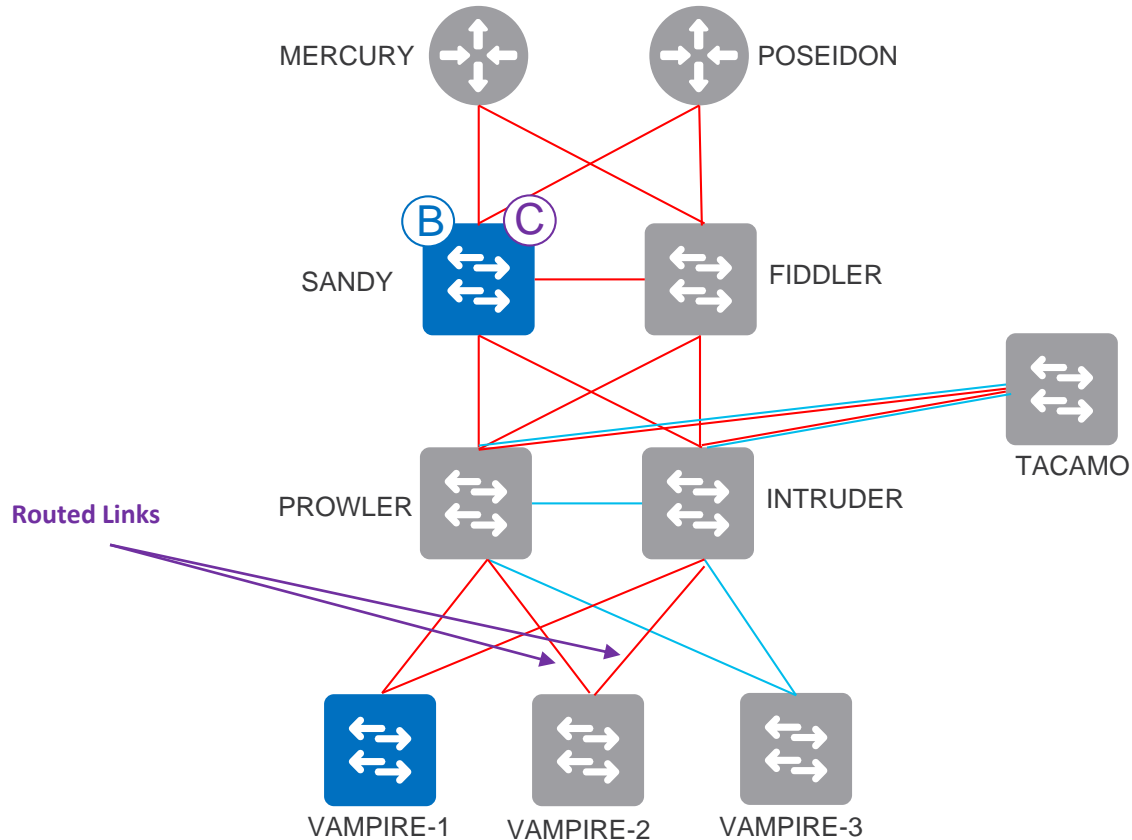 MERCURY
POSEIDON
B
C
SANDY
FIDDLER
TACAMO
PROWLER
INTRUDER
Routed Links
VAMPIRE-1
VAMPIRE-2
VAMPIRE-3